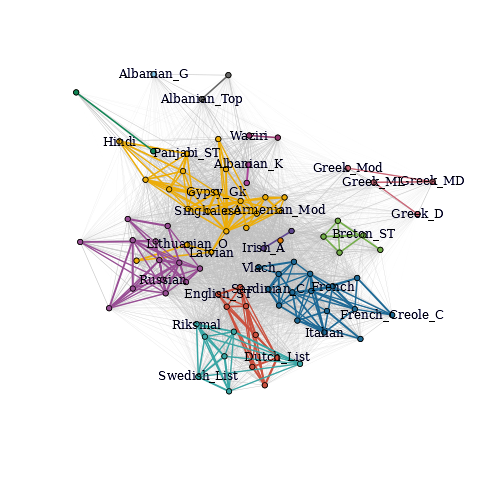 Albanian_G
Albanian_Top
Waziri
Hindi
Panjabi_ST
Albanian_K
Greek_Mod
Greek_ML
Greek_MD
Gypsy_Gk
Singhalese
Armenian_Mod
Greek_D
Breton_ST
Lithuanian_O
Latvian
Irish_A
Vlach
Russian
English_ST
Sardinian_C
French
Riksmal
French_Creole_C
Italian
Dutch_List
Swedish_List